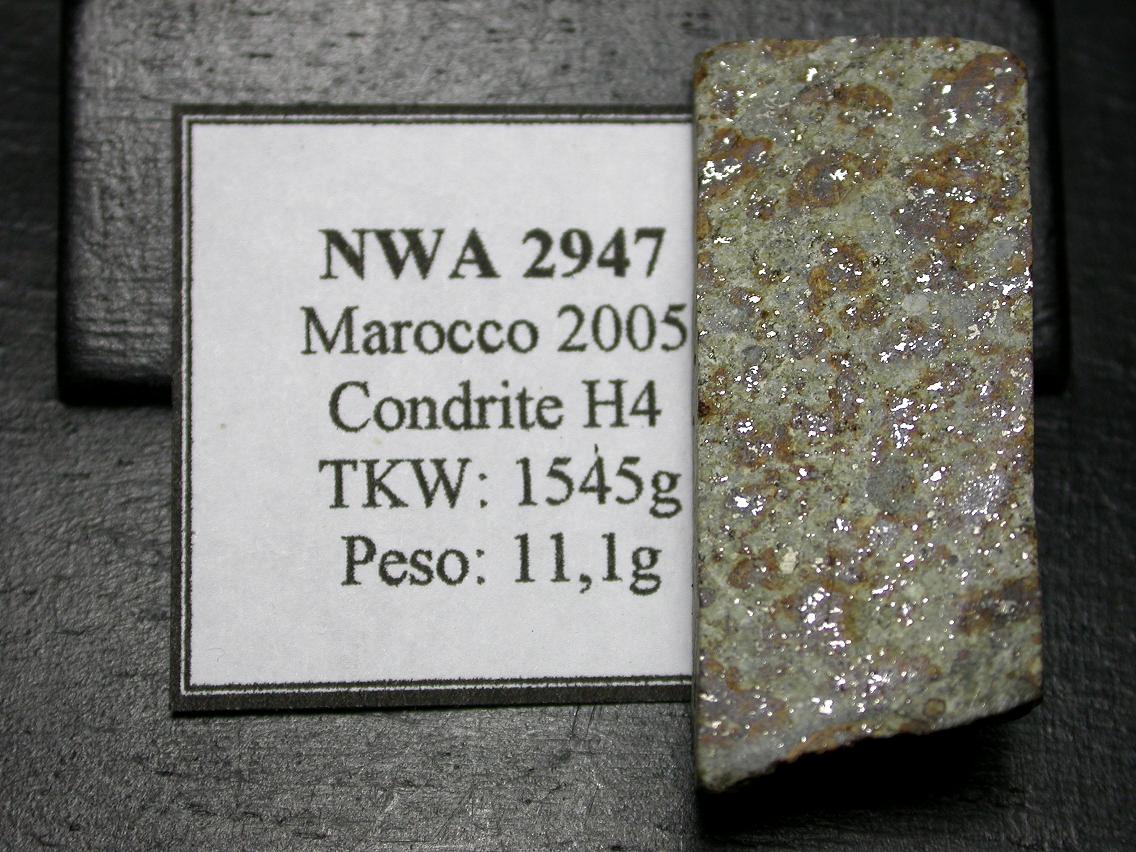 NWA 2947
Marocco 2005
Condrite H4
TKW: 1545g
Peso: 11,1g